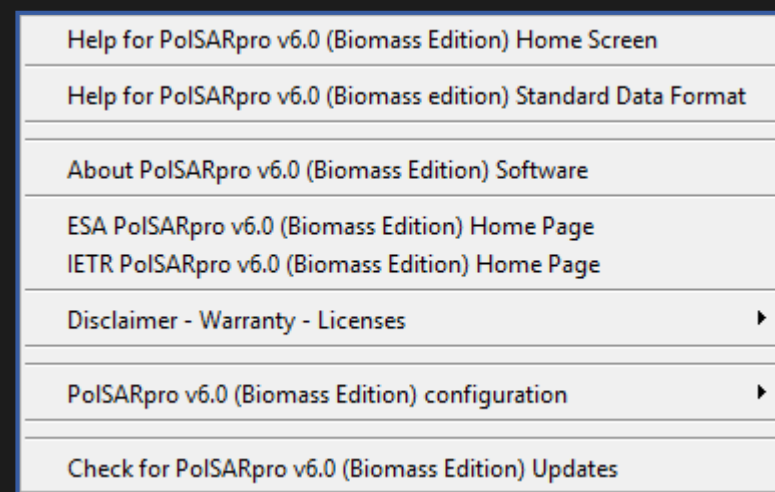 Help for PolSARpro v6.0 (Biomass Edition) Home Screen
Help for PolSARpro v6.0 (Biomass edition) Standard Data Format
About PolSARpro v6.0 (Biomass Edition) Software
ESA PolSARpro v6.0 (Biomass Edition) Home Page
IETR PolSARpro v6.0 (Biomass Edition) Home Page
Disclaimer - Warranty - Licenses
PolSARpro v6.0 (Biomass Edition) configuration
Check for PolSARpro v6.0 (Biomass Edition) Updates